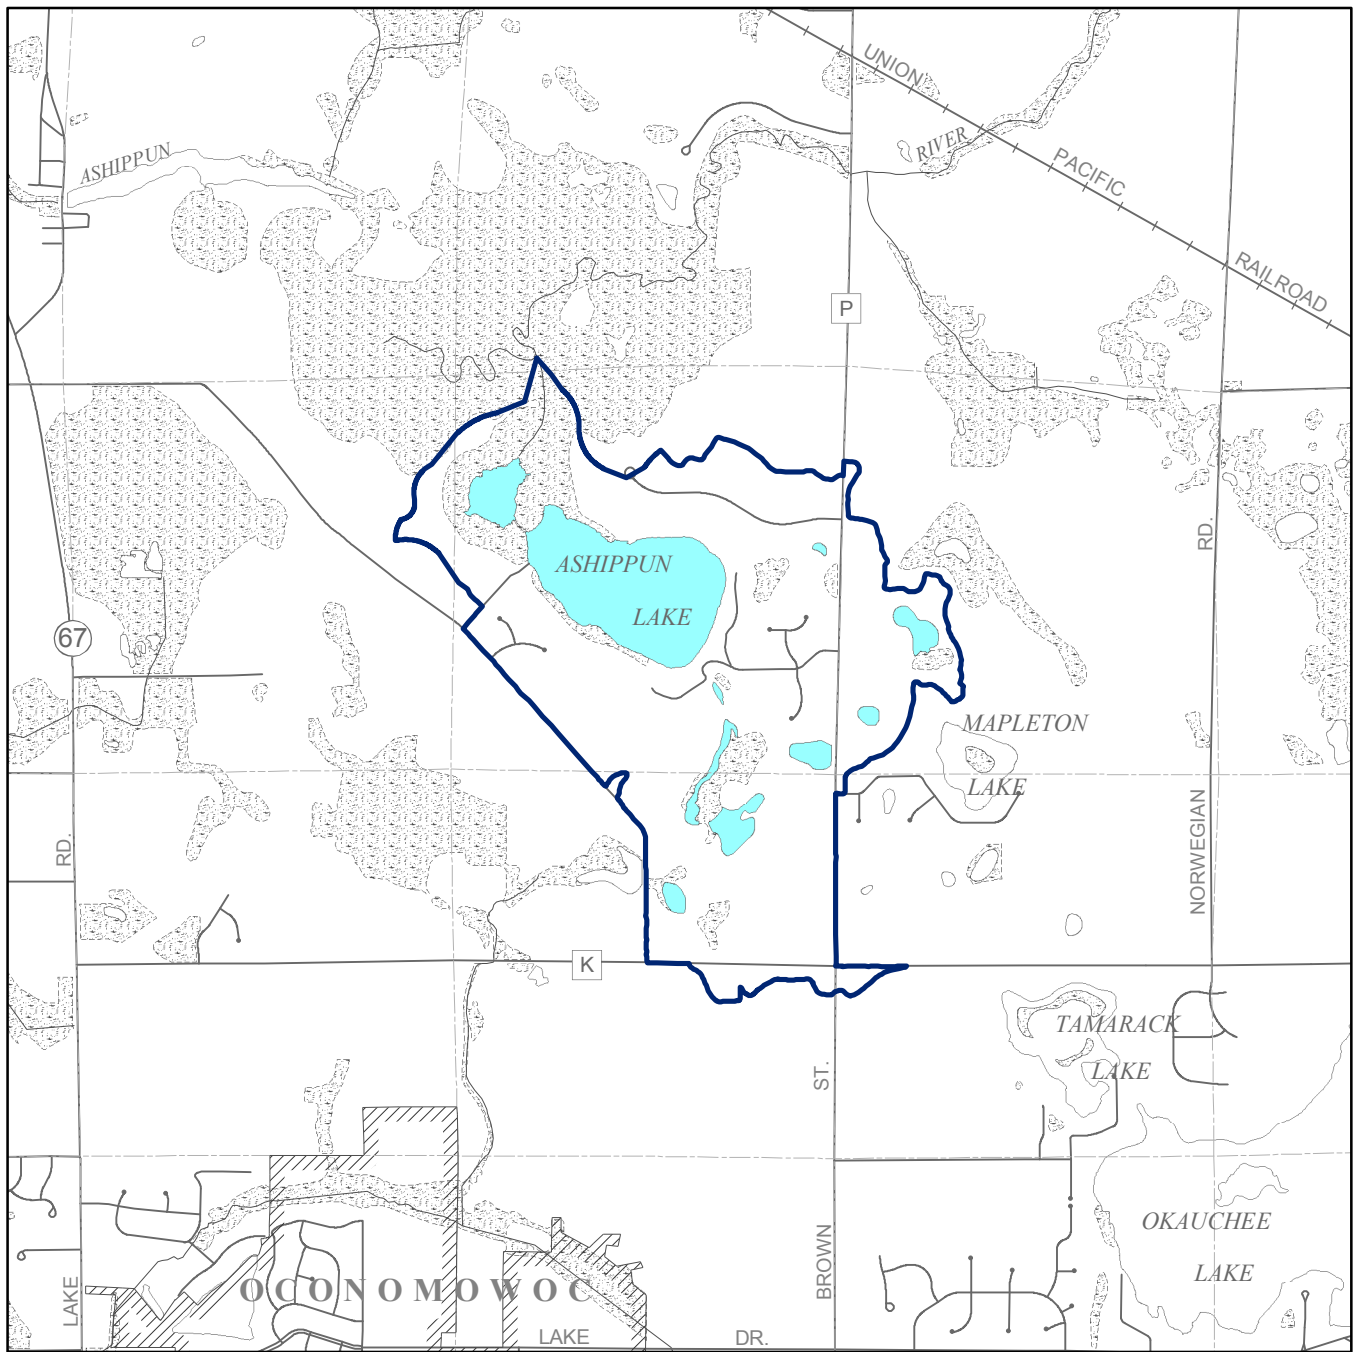 UNION
PACIFIC
RAILROAD
ASHIPPUN
RIVER
P
ASHIPPUN
LAKE
RD.
67
MAPLETON
LAKE
RD.
NORWEGIAN
K
TAMARACK
LAKE
ST.
OKAUCHEE
LAKE
BROWN
LAKE
OCONOMOWOC
LAKE DR.